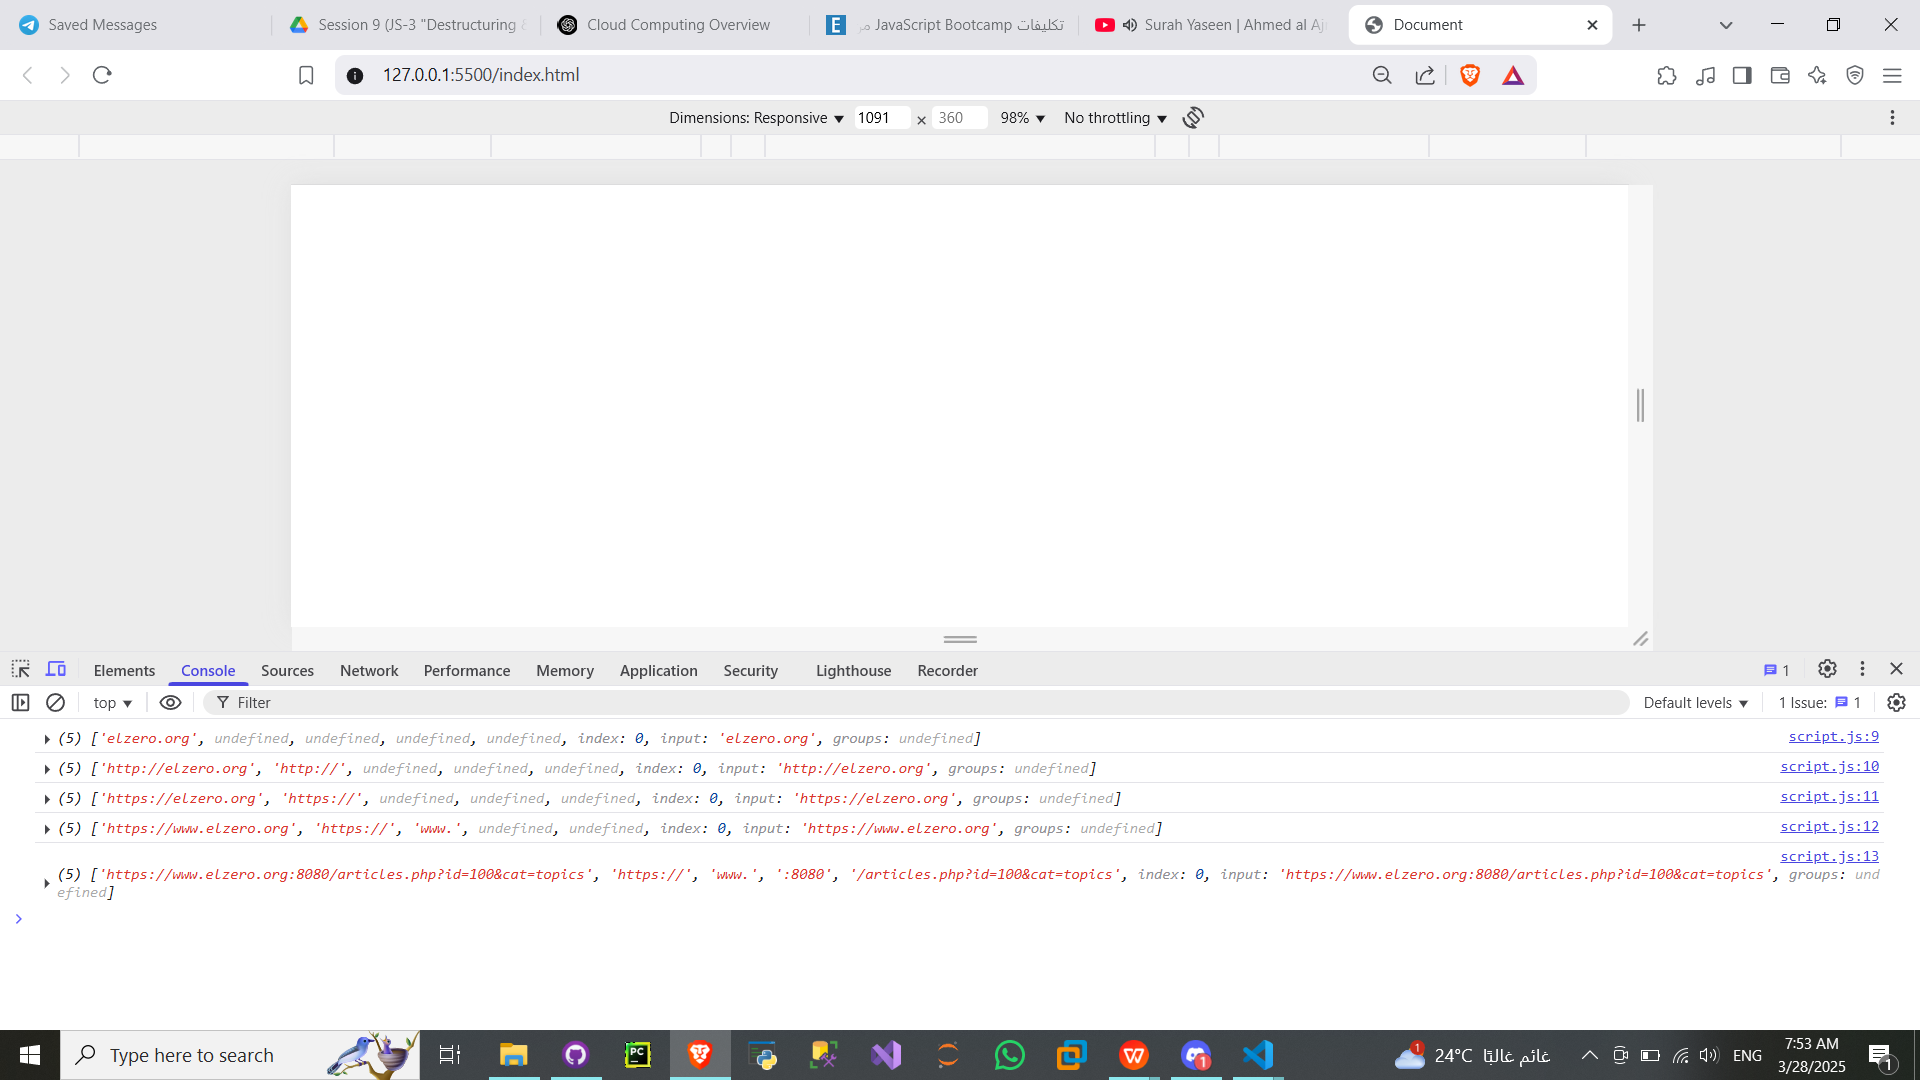 Saved Messages
Session 9 (JS-3 "Destructuring &
Cloud Computing Overview
تكليفات JavaScript Bootcamp مر
Surah Yaseen | Ahmed al Aj
Document
127.0.0.1:5500/index.html
Dimensions: Responsive 1091 × 360 98% No throttling
Elements Console Sources Network Performance Memory Application Security Lighthouse Recorder 1
top Filter Default levels 1 Issue: 1
(5) ['elzero.org', undefined, undefined, undefined, undefined, index: 0, input: 'elzero.org', groups: undefined] script.js:9
(5) ['http://elzero.org', 'http://', undefined, undefined, undefined, index: 0, input: 'http://elzero.org', groups: undefined] script.js:10
(5) ['https://elzero.org', 'https://', undefined, undefined, undefined, index: 0, input: 'https://elzero.org', groups: undefined] script.js:11
(5) ['https://www.elzero.org', 'https://', 'www.', undefined, undefined, index: 0, input: 'https://www.elzero.org', groups: undefined] script.js:12
script.js:13
(5) ['https://www.elzero.org:8080/articles.php?id=100&cat=topics', 'https://', 'www.', ':8080', '/articles.php?id=100&cat=topics', index: 0, input: 'https://www.elzero.org:8080/articles.php?id=100&cat=topics', groups: und
efined]
Type here to search
24°C غائم غالبًا
ENG
7:53 AM
3/28/2025
1